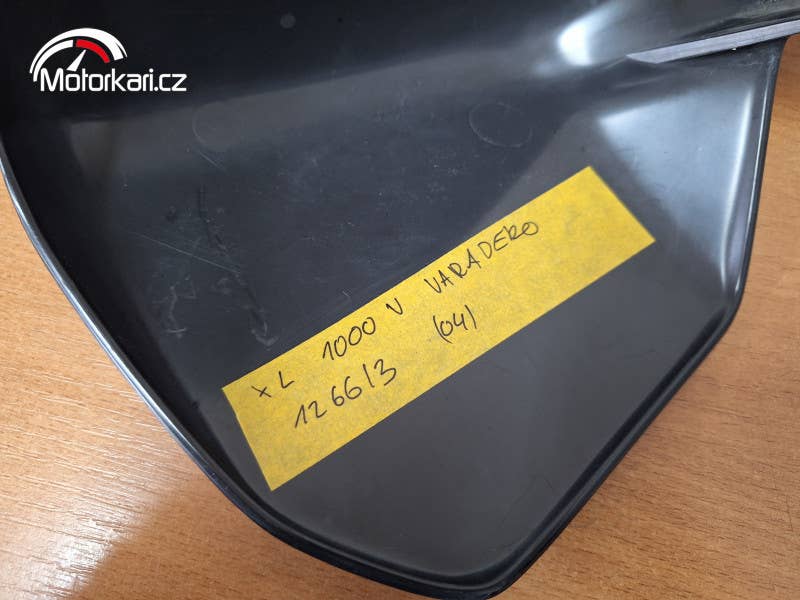 Motorkari.cz
XL 1000 V VARADERO
126613 (04)